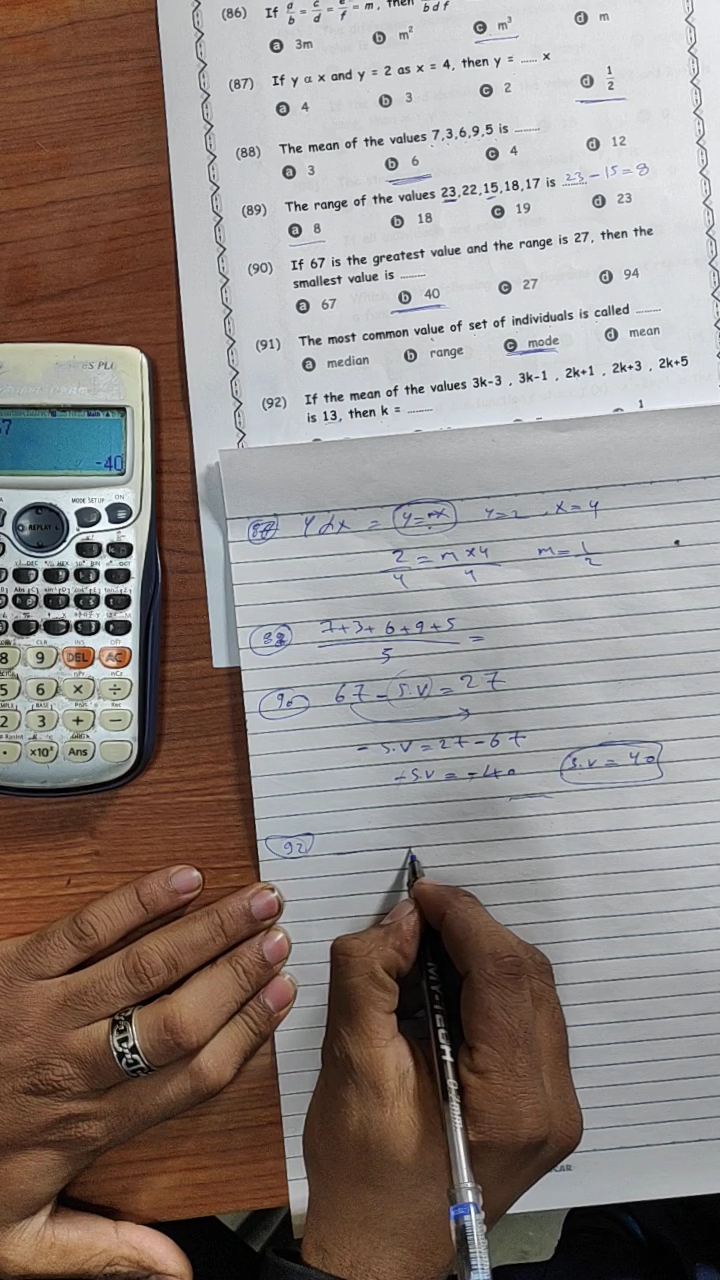 (86) If a/b = c/d = e/f = m, then bdf
a 3m b m² c m³ d m
(87) If y α x and y = 2 as x = 4, then y = ...... x
a 4 b 3 c 2 d 1/2
(88) The mean of the values 7,3,6,9,5 is ........
a 3 b 6 c 4 d 12
(89) The range of the values 23,22,15,18,17 is 23 - 15 = 8
a 8 b 18 c 19 d 23
(90) If 67 is the greatest value and the range is 27, then the
smallest value is ........
a 67 b 40 c 27 d 94
(91) The most common value of set of individuals is called ........
a median b range c mode d mean
(92) If the mean of the values 3k-3 , 3k-1 , 2k+1 , 2k+3 , 2k+5
is 13, then k = ........
1
-40
MODE SETUP ON
REPLAY
8 9 DEL AC
5 6 × ÷
2 3 + −
×10ˣ Ans
87 Y α X = y=mx Y=2 , X=4
2/4 = m×4/4 m=1/2
88 7+3+6+9+5/5 =
90 67 - S.V = 27
- S.V = 27-67
-S.V = -40 S.V = 40
92
MY-TECH 0.7mm